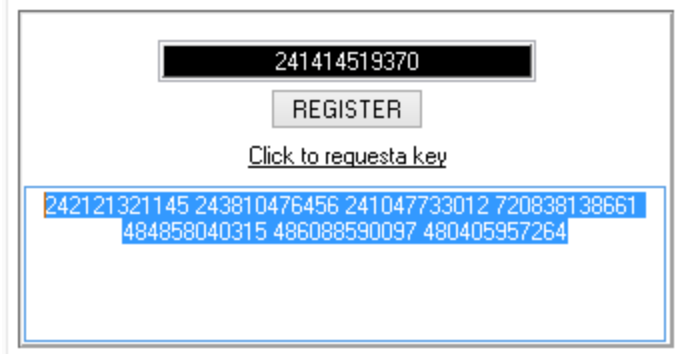 241414519370
REGISTER
Click to requesta key
242121321145 243810476456 241047733012 720838138661
484858040315 486088590097 480405957264